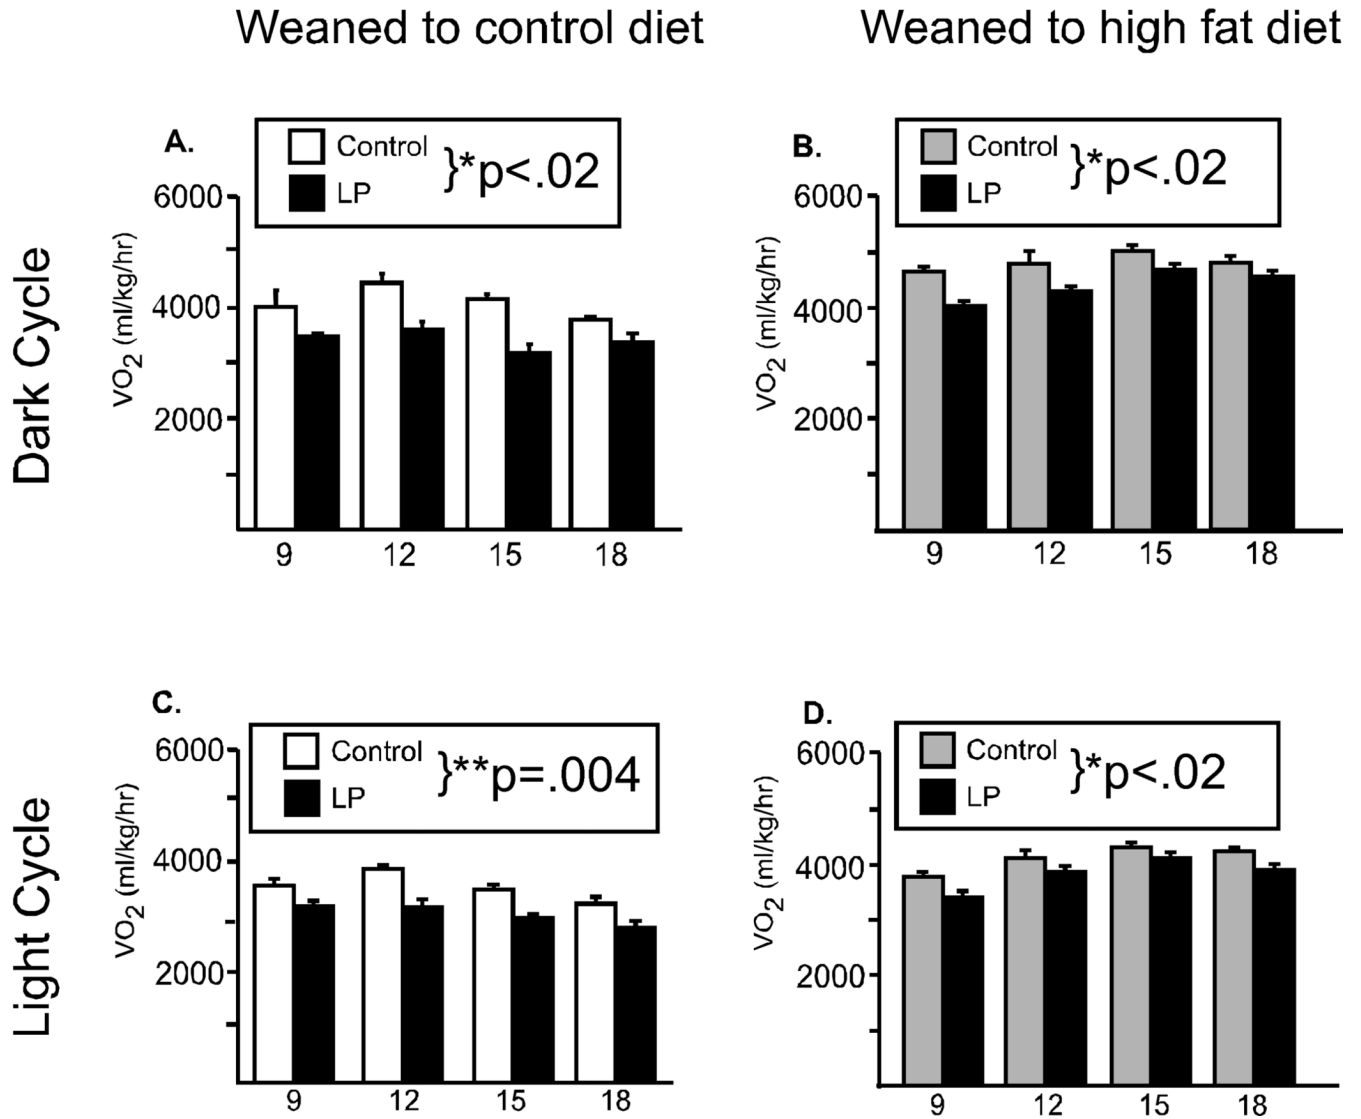 Weaned to control diet
Weaned to high fat diet
Dark Cycle
A.
Control
LP
}*p<.02
6000
4000
2000
VO2 (ml/kg/hr)
9 12 15 18
B.
Control
LP
}*p<.02
6000
4000
2000
VO2 (ml/kg/hr)
9 12 15 18
Light Cycle
C.
Control
LP
}**p=.004
6000
4000
2000
VO2 (ml/kg/hr)
9 12 15 18
D.
Control
LP
}*p<.02
6000
4000
2000
VO2 (ml/kg/hr)
9 12 15 18